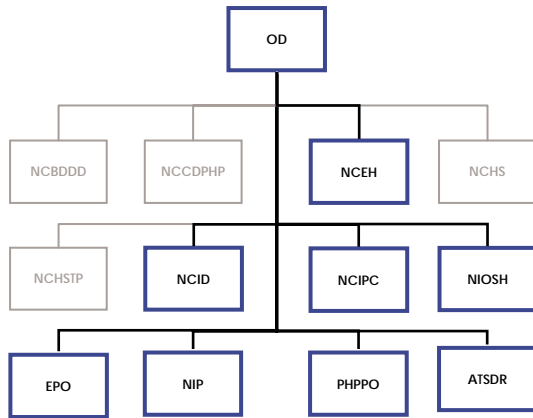 OD
NCBDDD
NCCDPHP
NCEH
NCHS
NCHSTP
NCID
NCIPC
NIOSH
EPO
NIP
PHPPO
ATSDR